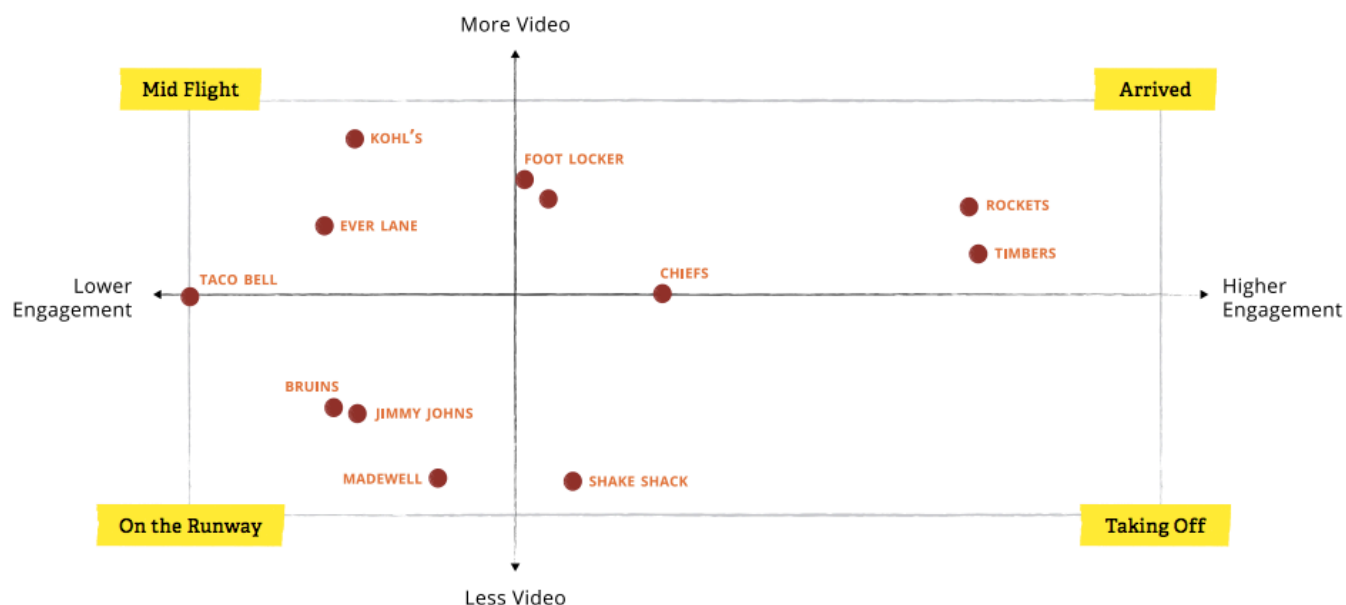 More Video
Mid Flight
Arrived
KOHL'S
FOOT LOCKER
ROCKETS
EVER LANE
TIMBERS
TACO BELL
CHIEFS
Lower
Engagement
Higher
Engagement
BRUINS
JIMMY JOHNS
MADEWELL
SHAKE SHACK
On the Runway
Taking Off
Less Video